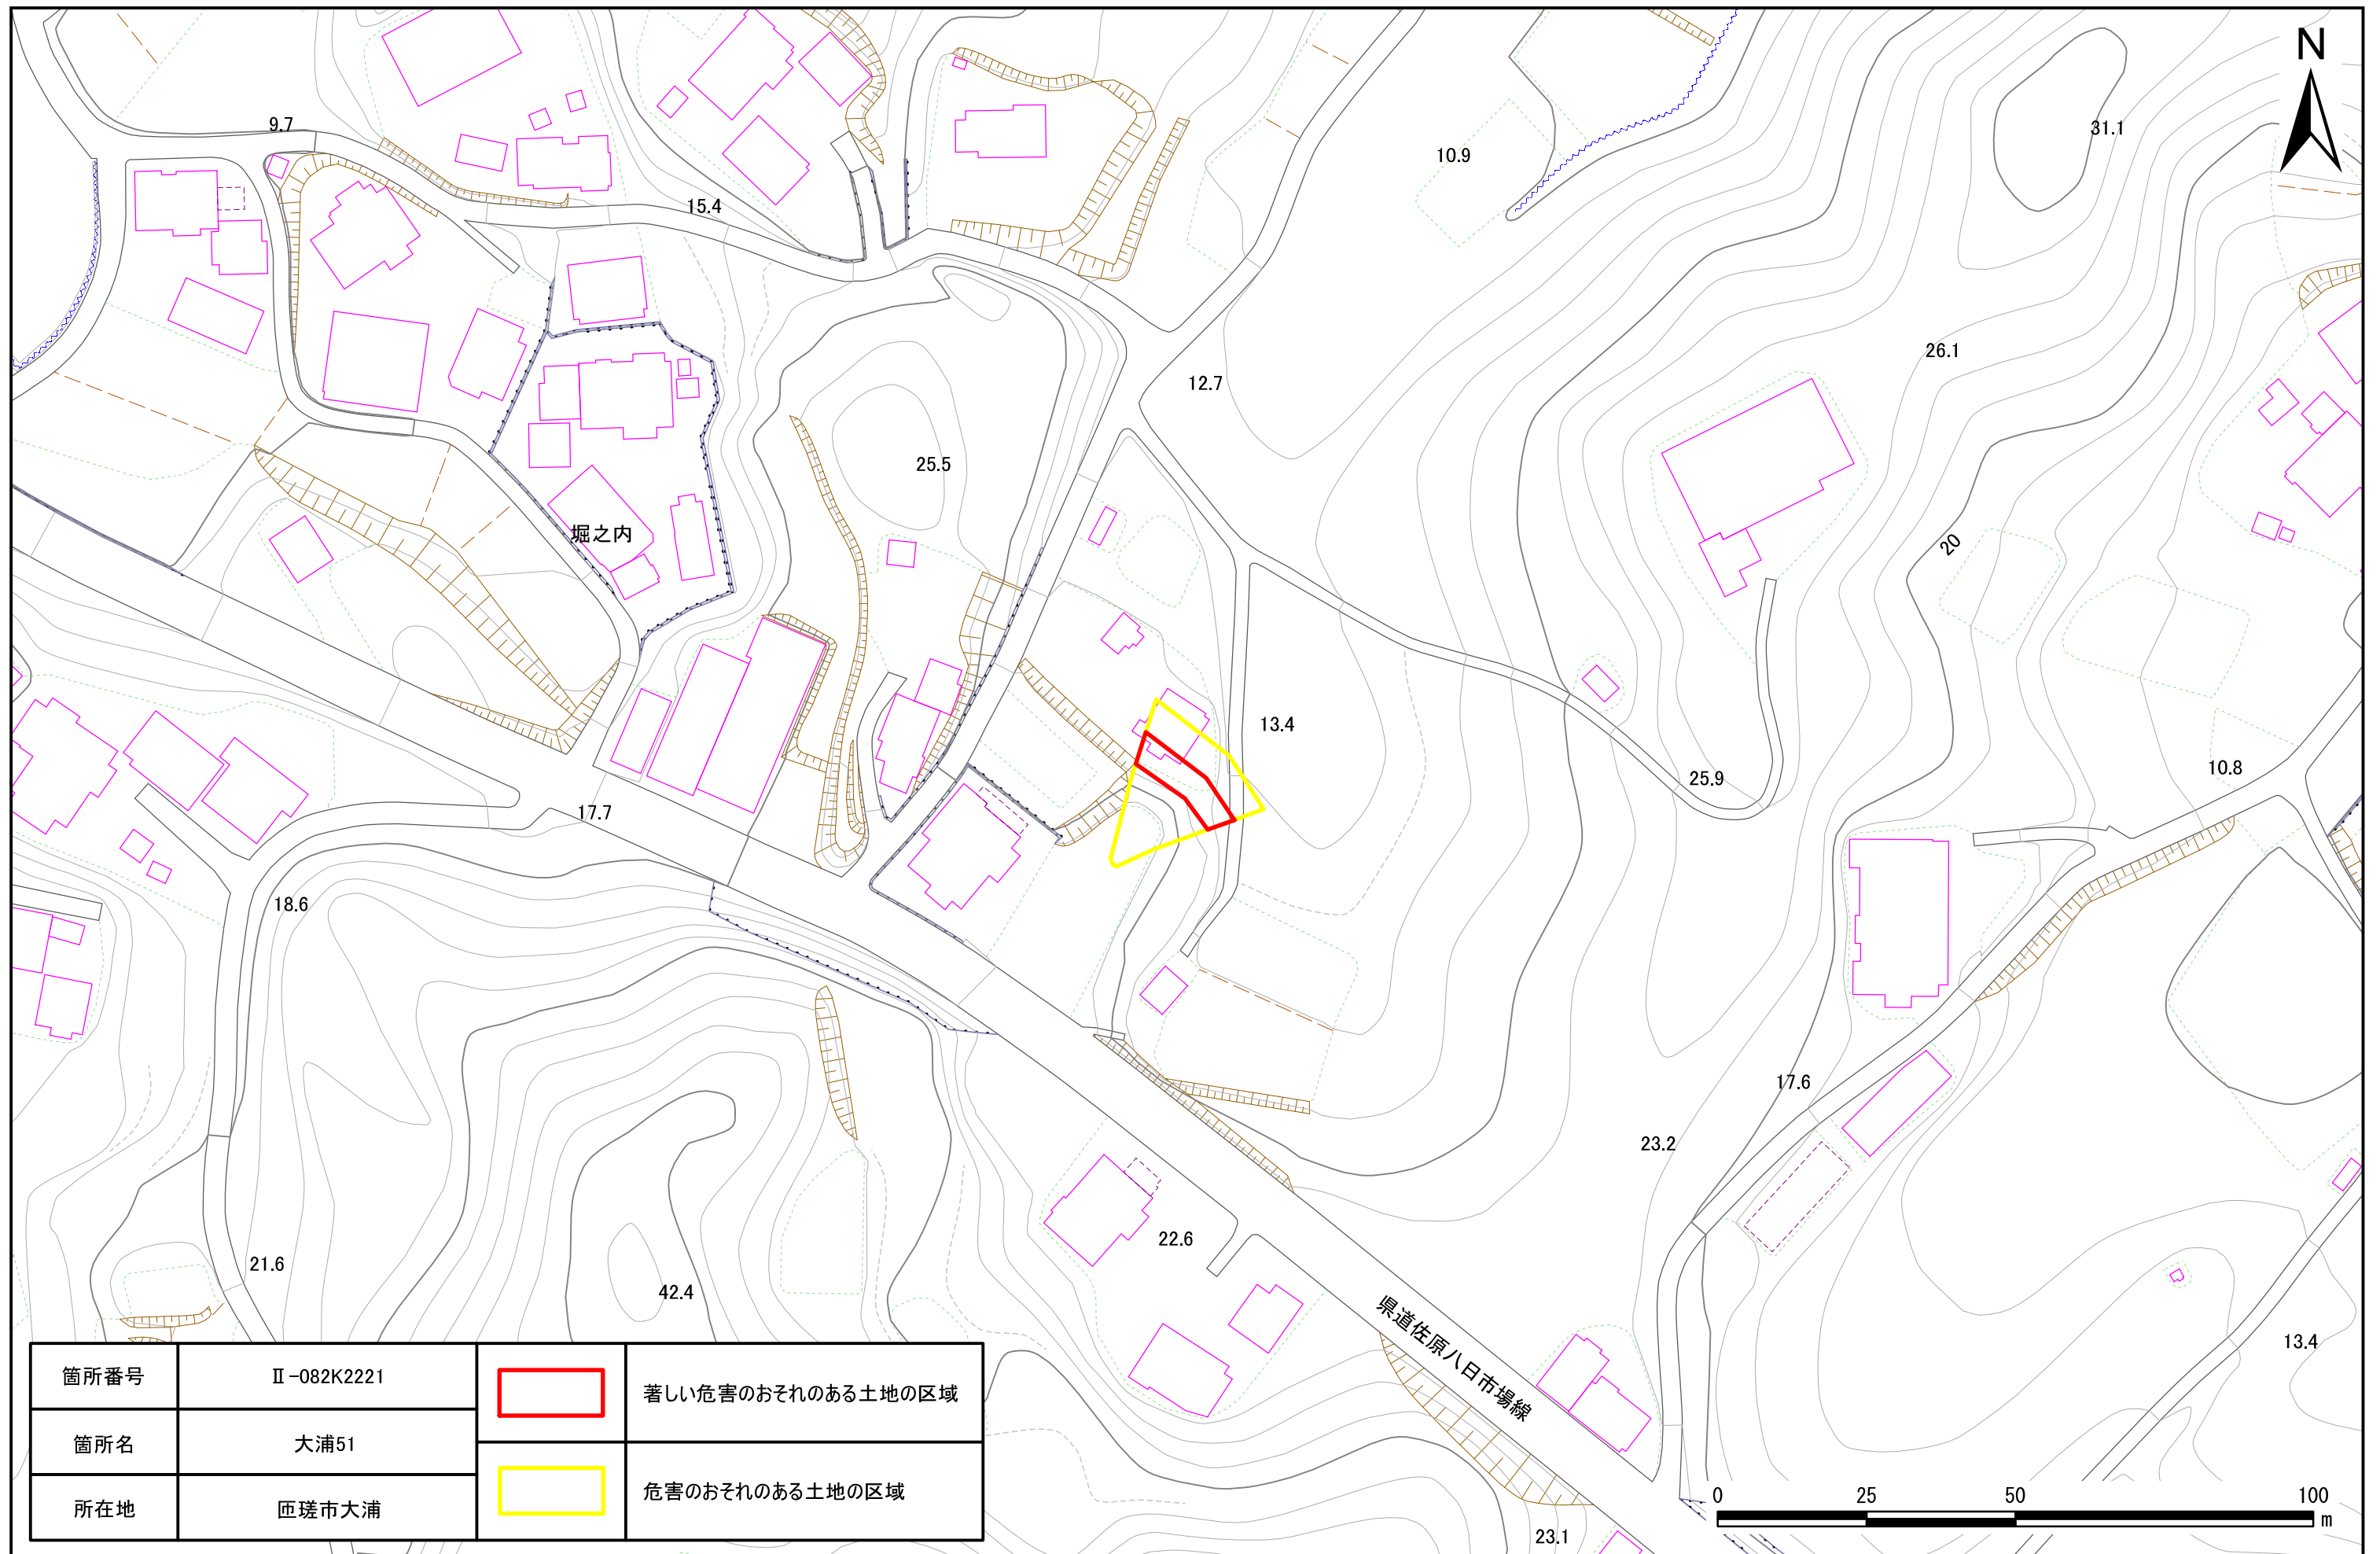 N
9.7
31.1
10.9
15.4
26.1
12.7
25.5
堀之内
20
13.4
10.8
25.9
17.7
18.6
17.6
23.2
22.6
21.6
42.4
県道佐原八日市場線
13.4
23.1
箇所番号 Ⅱ-082K2221
箇所名 大浦51
所在地 匝瑳市大浦
著しい危害のおそれのある土地の区域
危害のおそれのある土地の区域
0 25 50 100
m